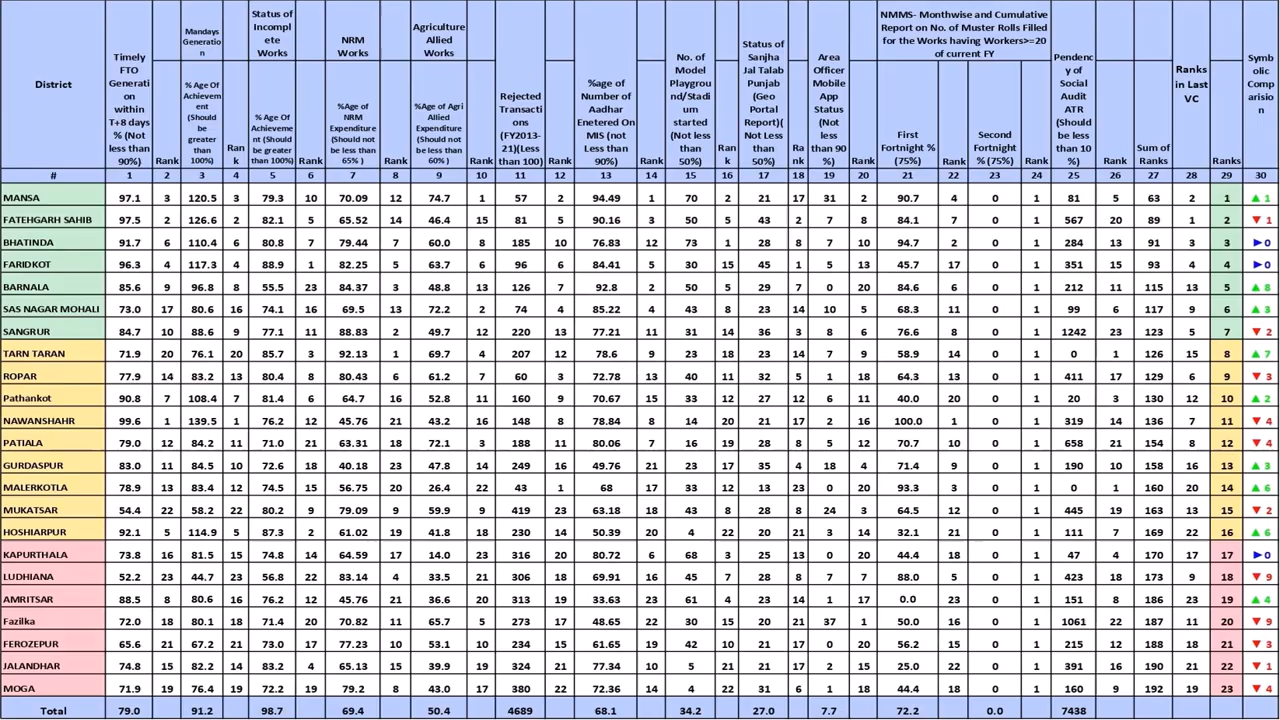 District
Timely FTO Generati on within T+8 days % (Not less than 90%)
Rank
Mandays Generatio n
% Age Of Achievem ent (Should be greater than 100%)
Ran k
Status of Incompl ete Works
% Age Of Achieveme nt (Should be greater than 100%)
Rank
NRM Works
%Age of NRM Expenditure (Should not be less than 65% )
Rank
Agriculture Allied Works
%Age of Agri Allied Expenditure (Should not be less than 60% )
Rank
Rejected Transacti ons (FY2013-21)(Less than 100)
Rank
%age of Number of Aadhar Enetered On MIS (not Less than 90%)
Rank
No. of Model Playgrou nd/Stadi um started (Not less than 50%)
Ran k
Status of Sanjha Jal Talab Punjab (Geo Portal Report)( Not Less than 50%)
Ra nk
Area Officer Mobile App Status (Not less than 90 %)
Rank
NMMS- Monthwise and Cumulative Report on No. of Muster Rolls Filled for the Works having Workers>=20 of current FY
First Fortnight % (75%)
Rank
Second Fortnight % (75%)
Rank
Pendenc y of Social Audit ATR (Should be less than 10 %)
Rank
Sum of Ranks
Ranks in Last VC
Ranks
Symb olic Comp arisio n
# 1 2 3 4 5 6 7 8 9 10 11 12 13 14 15 16 17 18 19 20 21 22 23 24 25 26 27 28 29 30
MANSA 97.1 3 120.5 3 79.3 10 70.09 12 74.7 1 57 2 94.49 1 70 2 21 17 31 2 90.7 4 0 1 81 5 63 2 1 ▲ 1
FATEHGARH SAHIB 97.5 2 126.6 2 82.1 5 65.52 14 46.4 15 81 5 90.16 3 50 5 43 2 7 8 84.1 7 0 1 567 20 89 1 2 ▼ 1
BHATINDA 91.7 6 110.4 6 80.8 7 79.44 7 60.0 8 185 10 76.83 12 73 1 28 8 7 10 94.7 2 0 1 284 13 91 3 3 ► 0
FARIDKOT 96.3 4 117.3 4 88.9 1 82.25 5 63.7 6 96 6 84.41 5 30 15 45 1 5 13 45.7 17 0 1 351 15 93 4 4 ► 0
BARNALA 85.6 9 96.8 8 55.5 23 84.37 3 48.8 13 126 7 92.8 2 50 5 29 7 0 20 84.6 6 0 1 212 11 115 13 5 ▲ 8
SAS NAGAR MOHALI 73.0 17 80.6 16 74.1 16 69.5 13 72.2 2 74 4 85.22 4 43 8 23 14 10 5 68.3 11 0 1 99 6 117 9 6 ▲ 3
SANGRUR 84.7 10 88.6 9 77.1 11 88.83 2 49.7 12 220 13 77.21 11 31 14 36 3 8 6 76.6 8 0 1 1242 23 123 5 7 ▼ 2
TARN TARAN 71.9 20 76.1 20 85.7 3 92.13 1 69.7 4 207 12 78.6 9 23 18 23 14 7 9 58.9 14 0 1 0 1 126 15 8 ▲ 7
ROPAR 77.9 14 83.2 13 80.4 8 80.43 6 61.2 7 60 3 72.78 13 40 11 32 5 1 18 64.3 13 0 1 411 17 129 6 9 ▼ 3
Pathankot 90.8 7 108.4 7 81.4 6 64.7 16 52.8 11 160 9 70.67 15 33 12 27 12 6 11 40.0 20 0 1 20 3 130 12 10 ▲ 2
NAWANSHAHR 99.6 1 139.5 1 76.2 12 45.76 21 43.2 16 148 8 78.84 8 14 20 21 17 2 16 100.0 1 0 1 319 14 136 7 11 ▼ 4
PATIALA 79.0 12 84.2 11 71.0 21 63.31 18 72.1 3 188 11 80.06 7 16 19 28 8 5 12 70.7 10 0 1 658 21 154 8 12 ▼ 4
GURDASPUR 83.0 11 84.5 10 72.6 18 40.18 23 47.8 14 249 16 49.76 21 23 17 35 4 18 4 71.4 9 0 1 190 10 158 16 13 ▲ 3
MALERKOTLA 78.9 13 83.4 12 74.5 15 56.75 20 26.4 22 43 1 68 17 33 12 13 23 0 20 93.3 3 0 1 0 1 160 20 14 ▲ 6
MUKATSAR 54.4 22 58.2 22 80.2 9 79.09 9 59.9 9 419 23 63.18 18 43 8 28 8 24 3 64.5 12 0 1 445 19 163 13 15 ▼ 2
HOSHIARPUR 92.1 5 114.9 5 87.3 2 61.02 19 41.8 18 230 14 50.39 20 4 22 20 21 3 14 32.1 21 0 1 111 7 169 22 16 ▲ 6
KAPURTHALA 73.8 16 81.5 15 74.8 14 64.59 17 14.0 23 316 20 80.72 6 68 3 25 13 0 20 44.4 18 0 1 47 4 170 17 17 ► 0
LUDHIANA 52.2 23 44.7 23 56.8 22 83.14 4 33.5 21 306 18 69.91 16 45 7 28 8 7 7 88.0 5 0 1 423 18 173 9 18 ▼ 9
AMRITSAR 88.5 8 80.6 16 76.2 12 45.76 21 36.6 20 313 19 33.63 23 61 4 23 14 1 17 0.0 23 0 1 151 8 186 23 19 ▲ 4
Fazilka 72.0 18 80.1 18 71.4 20 70.82 11 65.7 5 273 17 48.65 22 30 15 20 21 37 1 50.0 16 0 1 1061 22 187 11 20 ▼ 9
FEROZEPUR 65.6 21 67.2 21 73.0 17 77.23 10 53.1 10 234 15 61.65 19 42 10 21 17 0 20 56.2 15 0 1 215 12 188 18 21 ▼ 3
JALANDHAR 74.8 15 82.2 14 83.2 4 65.13 15 39.9 19 324 21 77.34 10 5 21 21 17 2 15 25.0 22 0 1 391 16 190 21 22 ▼ 1
MOGA 71.9 19 76.4 19 72.2 19 79.2 8 43.0 17 380 22 72.36 14 4 22 31 6 1 18 44.4 18 0 1 160 9 192 19 23 ▼ 4
Total 79.0 91.2 98.7 69.4 50.4 4689 68.1 34.2 27.0 7.7 72.2 0.0 7438